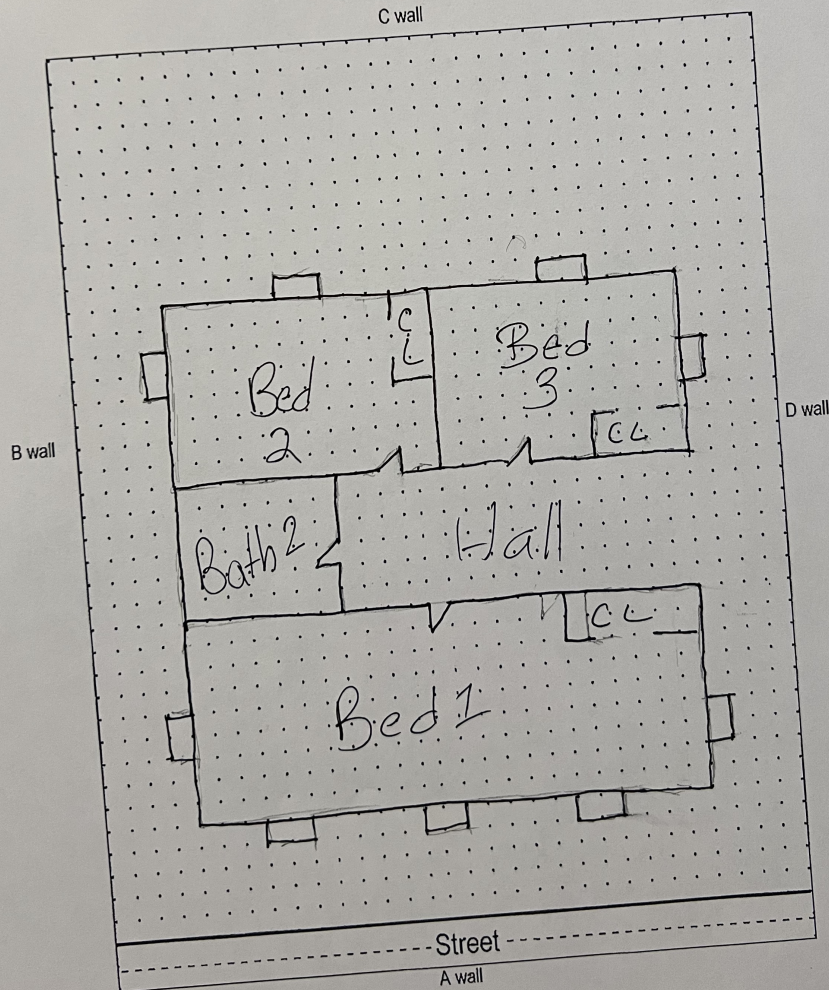 C wall
C
L
Bed
2
Bed
3
CL
D wall
B wall
Bath 2
Hall
CL
Bed 1
Street
A wall